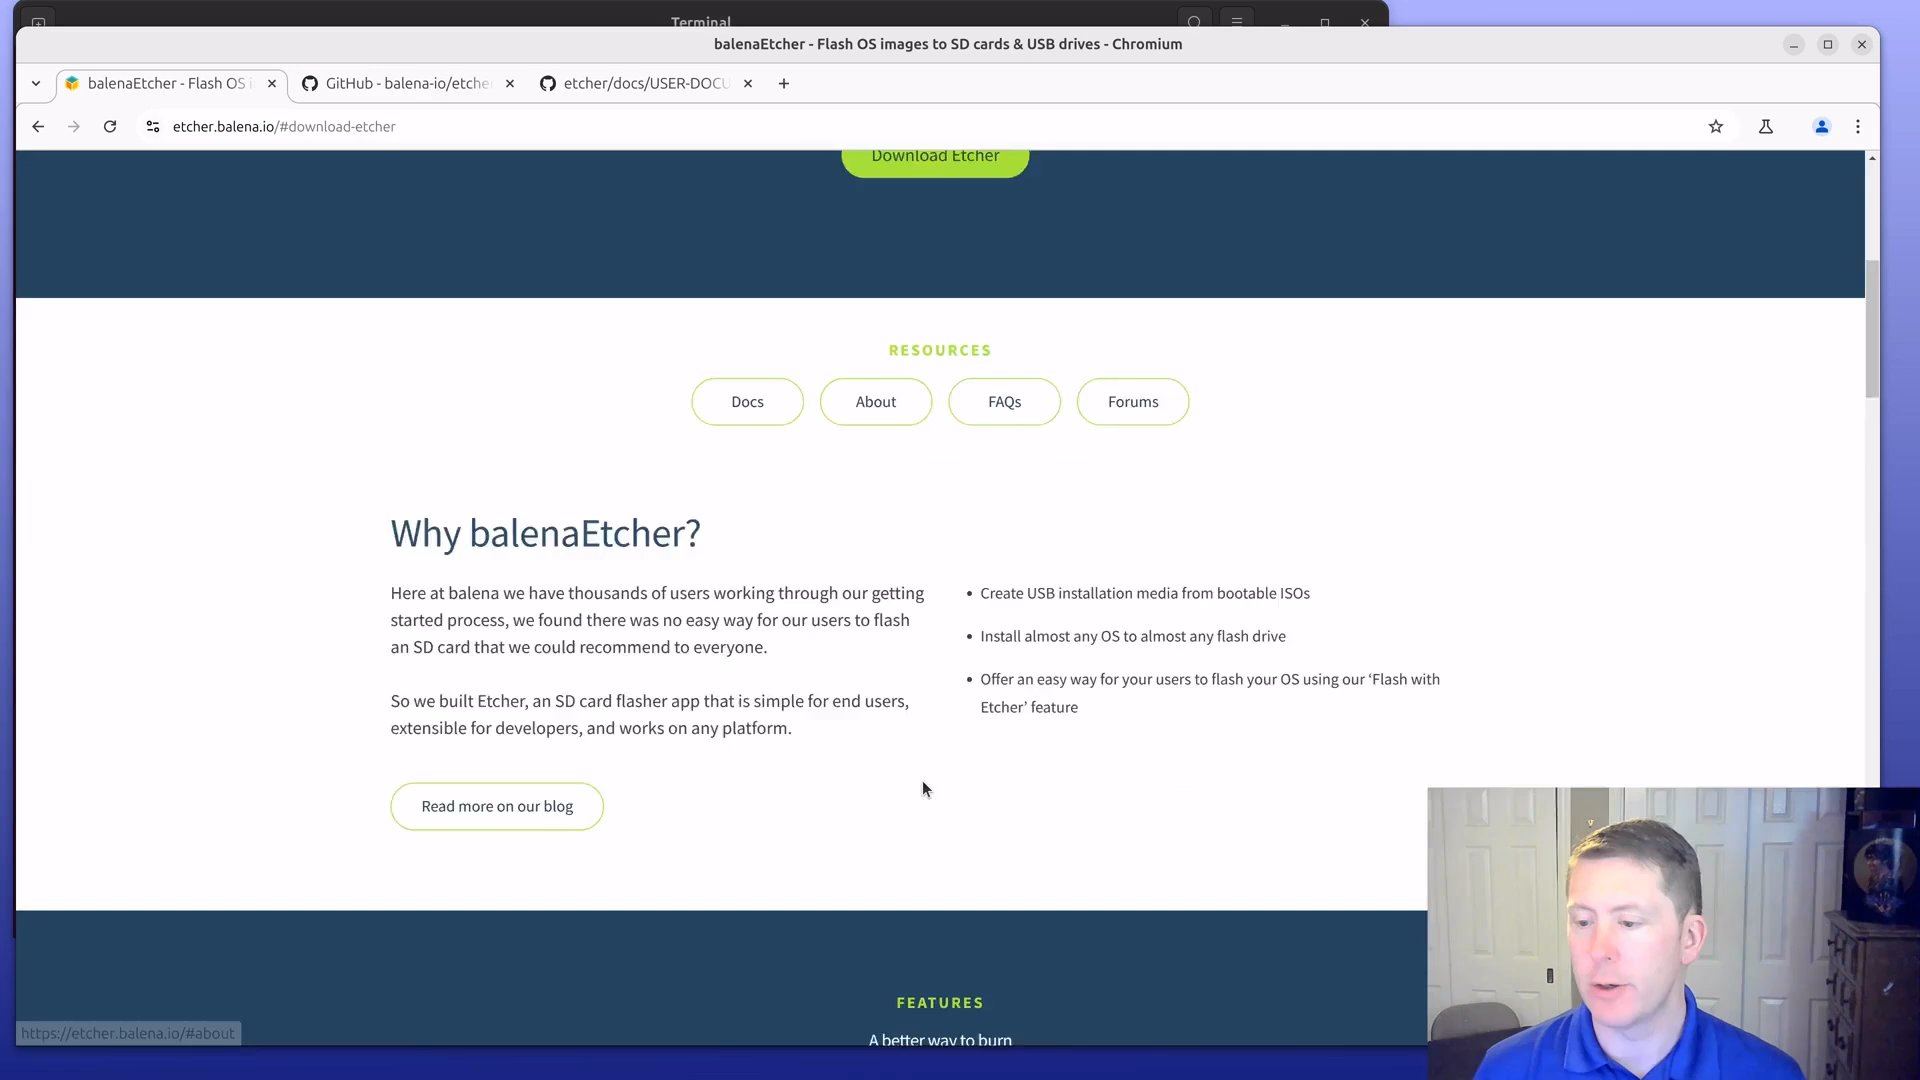 Terminal
balenaEtcher - Flash OS images to SD cards & USB drives - Chromium
balenaEtcher - Flash OS i
GitHub - balena-io/etche
etcher/docs/USER-DOCU
etcher.balena.io/#download-etcher
Download Etcher
RESOURCES
Docs
About
FAQs
Forums
Why balenaEtcher?
Here at balena we have thousands of users working through our getting
started process, we found there was no easy way for our users to flash
an SD card that we could recommend to everyone.
So we built Etcher, an SD card flasher app that is simple for end users,
extensible for developers, and works on any platform.
Read more on our blog
• Create USB installation media from bootable ISOs
• Install almost any OS to almost any flash drive
• Offer an easy way for your users to flash your OS using our ‘Flash with
Etcher’ feature
FEATURES
A better way to burn
https://etcher.balena.io/#about